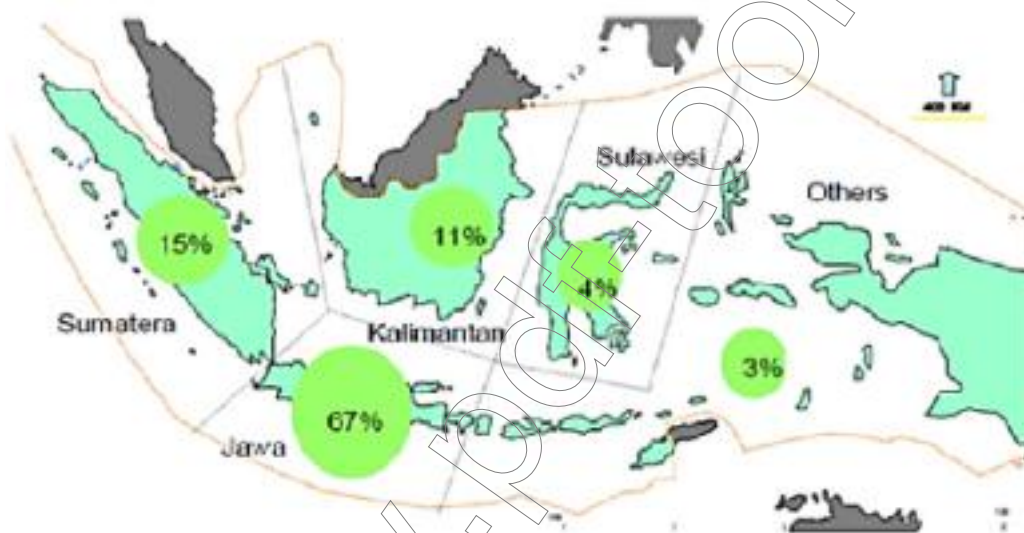 Sulawesi
Others
15%
11%
4%
Sumatera
Kalimantan
3%
67%
Jawa